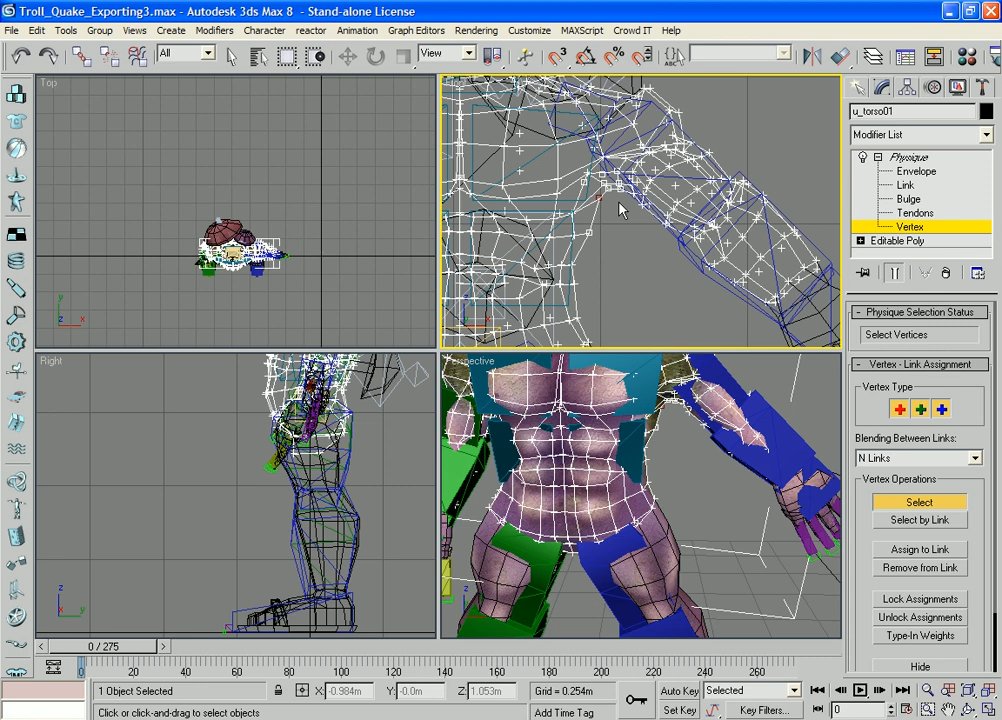 Troll_Quake_Exporting3.max - Autodesk 3ds Max 8 - Stand-alone License
File Edit Tools Group Views Create Modifiers Character reactor Animation Graph Editors Rendering Customize MAXScript Crowd IT Help
All View
Top
u_torso01
Modifier List
Physique
Envelope
Link
Bulge
Tendons
Vertex
Editable Poly
Physique Selection Status
Select Vertices
Right Perspective
Vertex - Link Assignment
Vertex Type
Blending Between Links:
N Links
Vertex Operations
Select
Select by Link
Assign to Link
Remove from Link
Lock Assignments
Unlock Assignments
Type-In Weights
Hide
0 / 275
0 20 40 60 80 100 120 140 160 180 200 220 240 260
1 Object Selected X: -0.984m Y: -0.0m Z: 1.053m Grid = 0.254m Auto Key Selected
Click or click-and-drag to select objects Add Time Tag Set Key Key Filters... 0